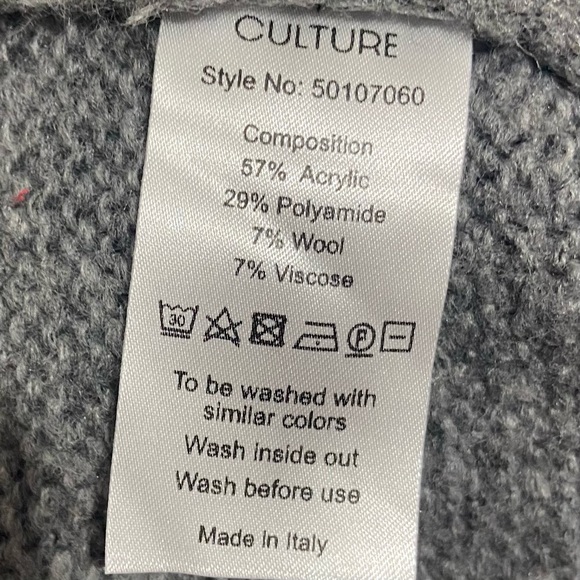 CULTURE
Style No: 50107060
Composition
57% Acrylic
29% Polyamide
7% Wool
7% Viscose
30 P
To be washed with
similar colors
Wash inside out
Wash before use
Made in Italy